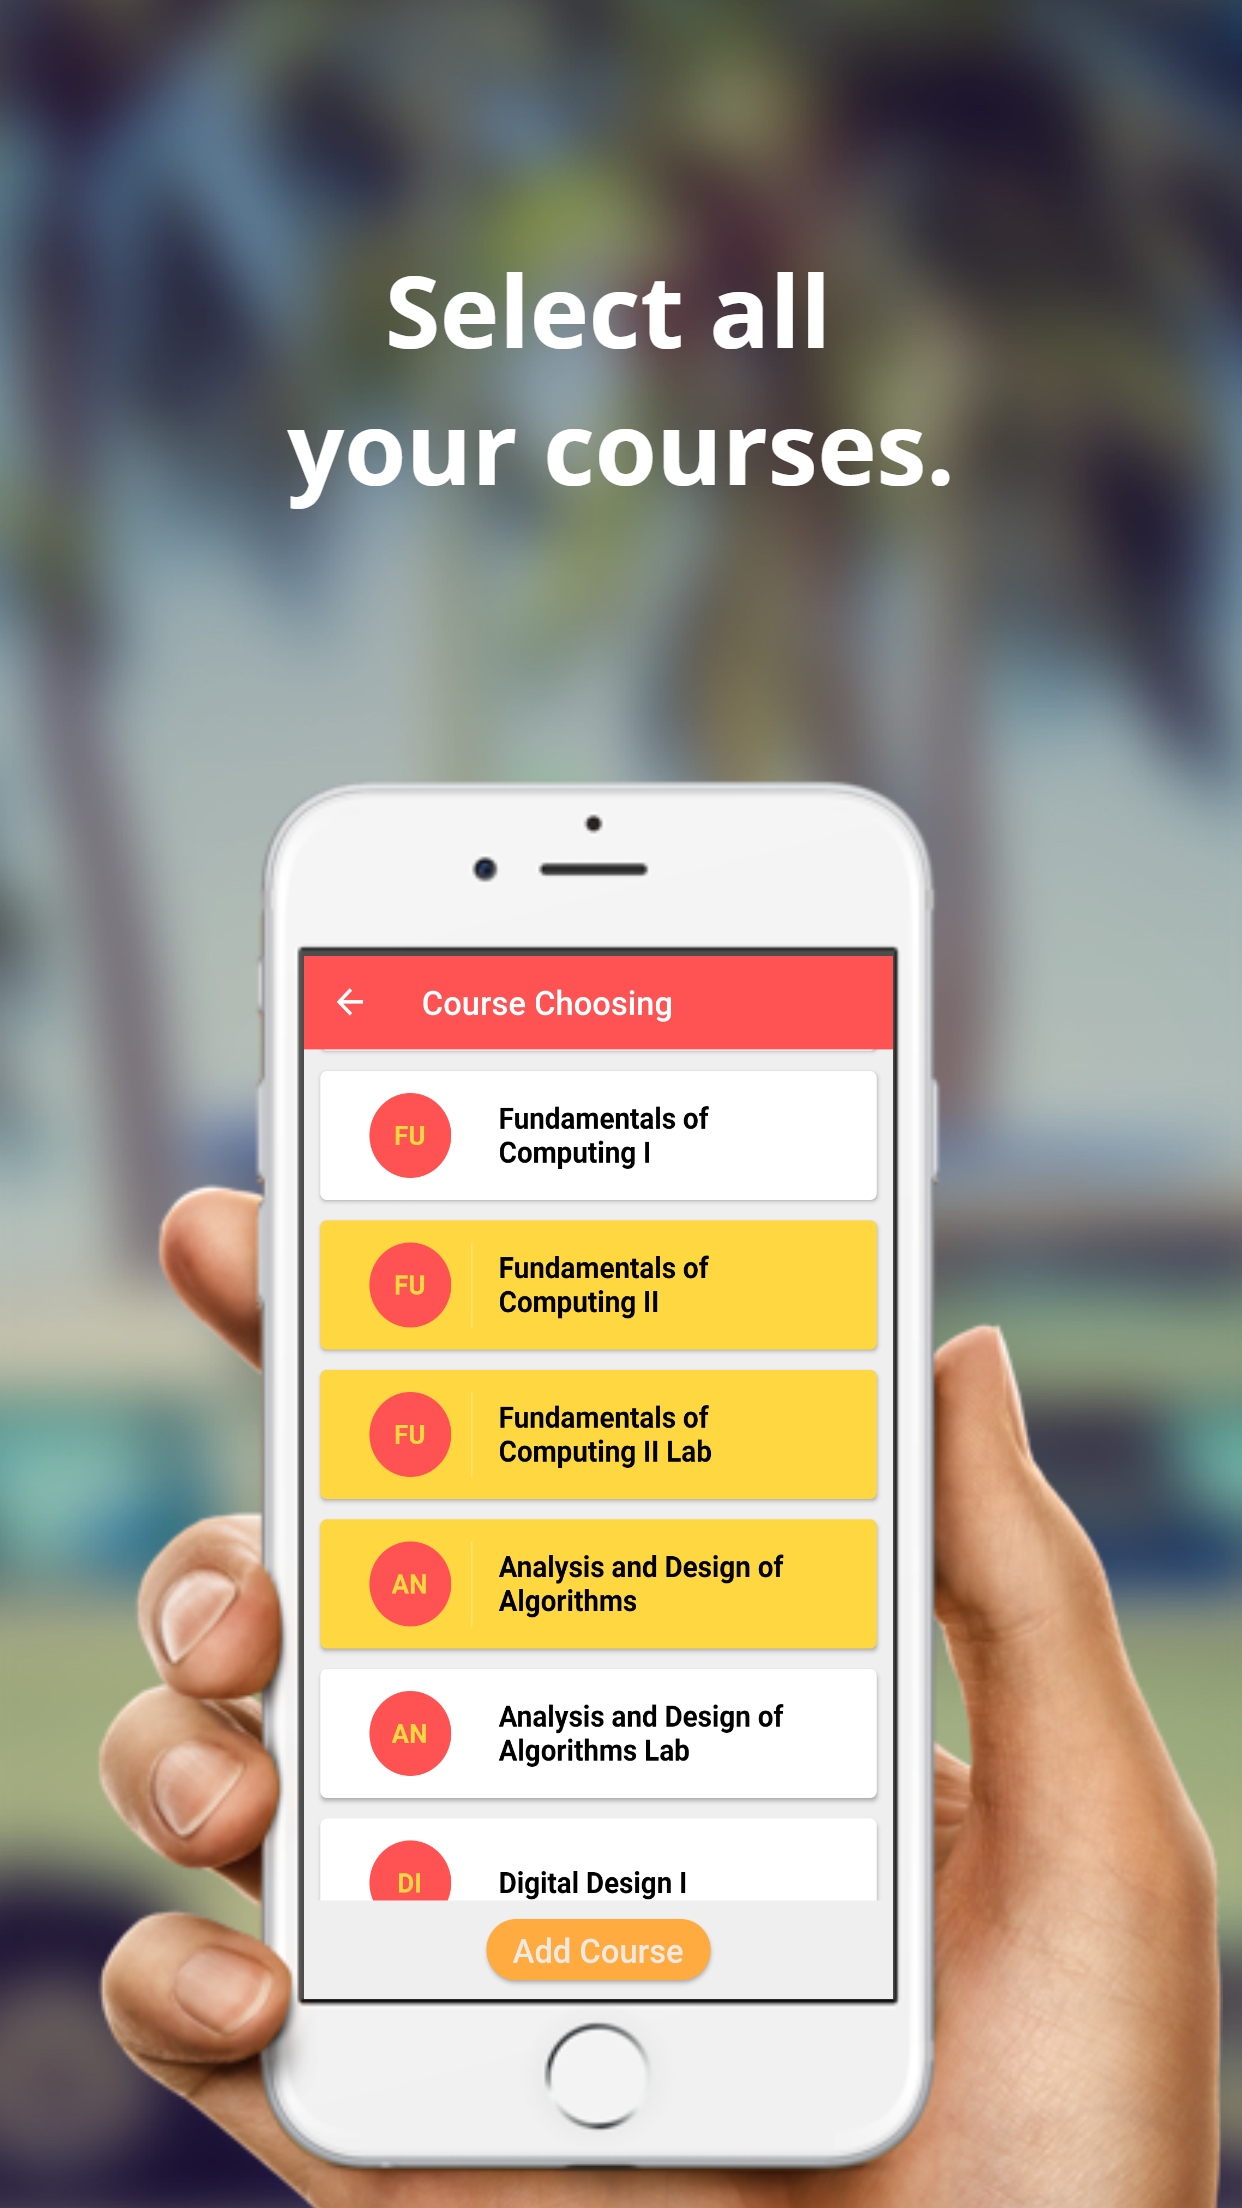 Select all
your courses.
Course Choosing
FU
Fundamentals of
Computing I
FU
Fundamentals of
Computing II
FU
Fundamentals of
Computing II Lab
AN
Analysis and Design of
Algorithms
AN
Analysis and Design of
Algorithms Lab
DI
Digital Design I
Add Course